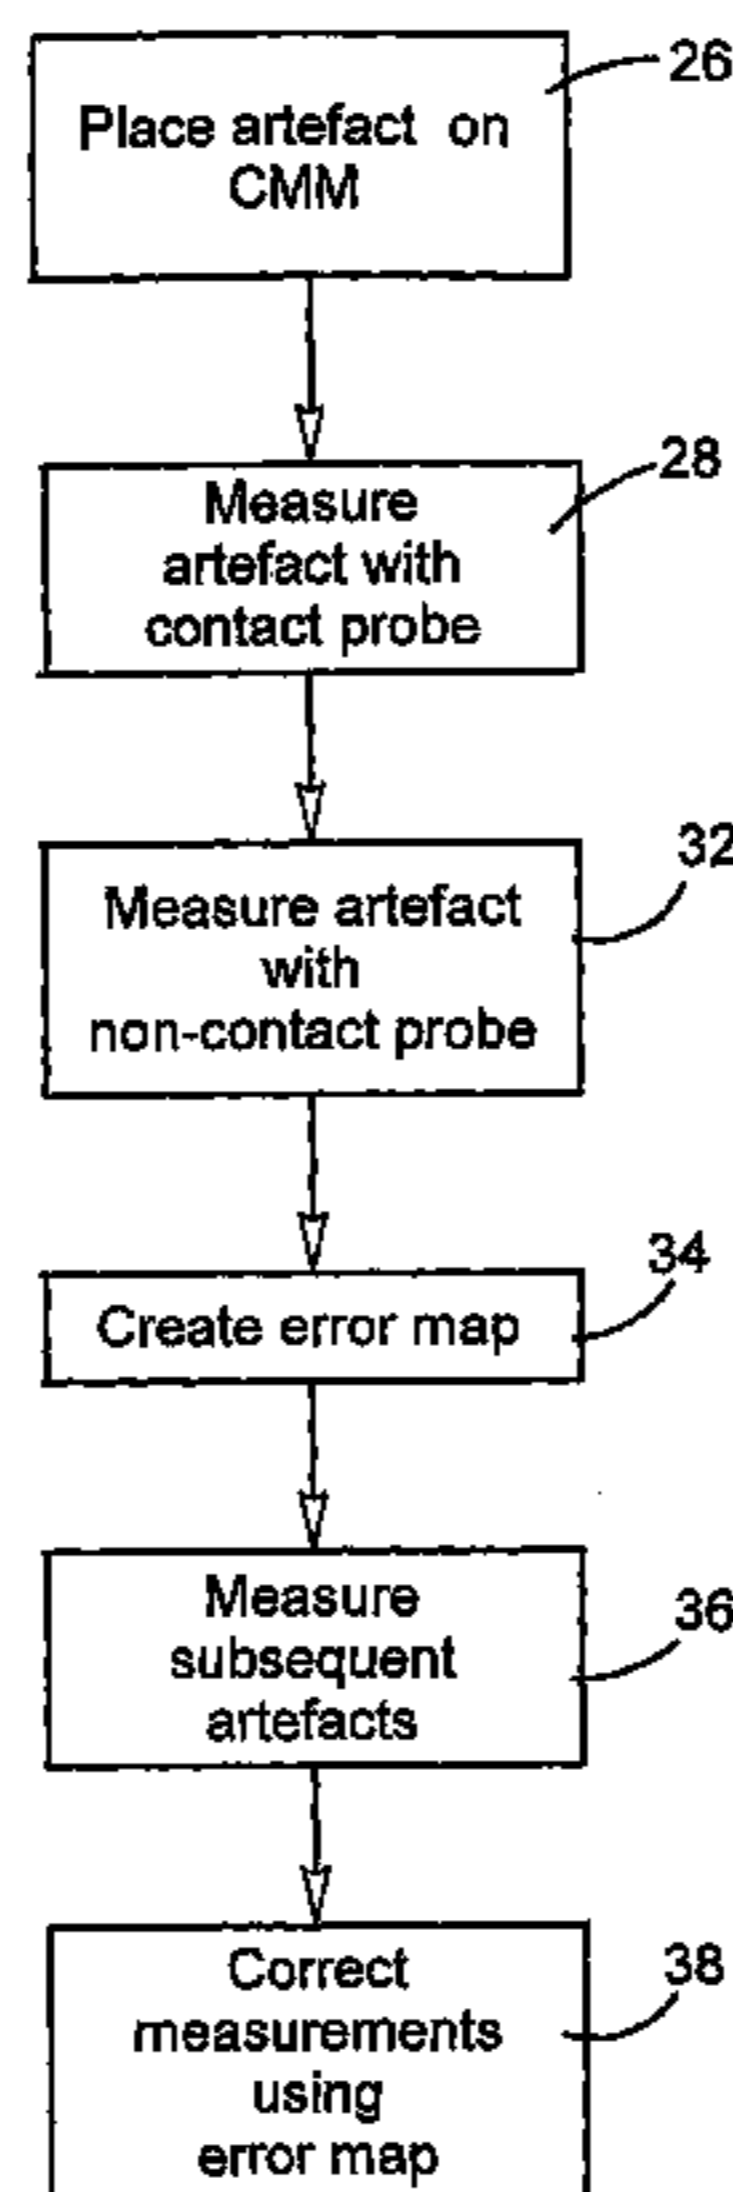 26
Place artefact on
CMM
28
Measure
artefact with
contact probe
32
Measure artefact
with
non-contact probe
34
Create error map
36
Measure
subsequent
artefacts
38
Correct
measurements
using
error map